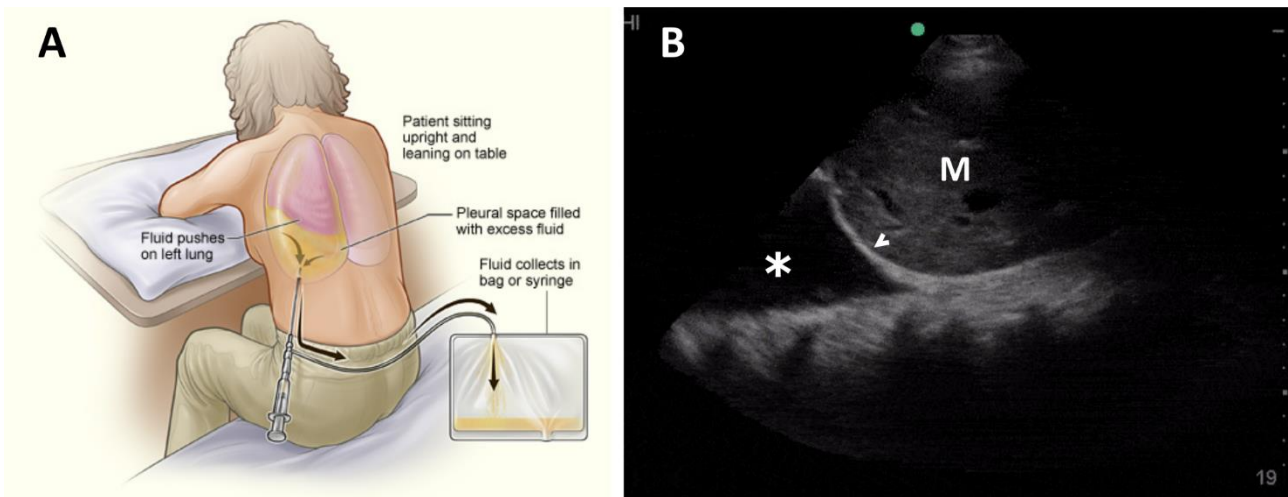 A
Patient sitting
upright and
leaning on table
Fluid pushes
on left lung
Pleural space filled
with excess fluid
Fluid collects in
bag or syringe
B
M
*
19